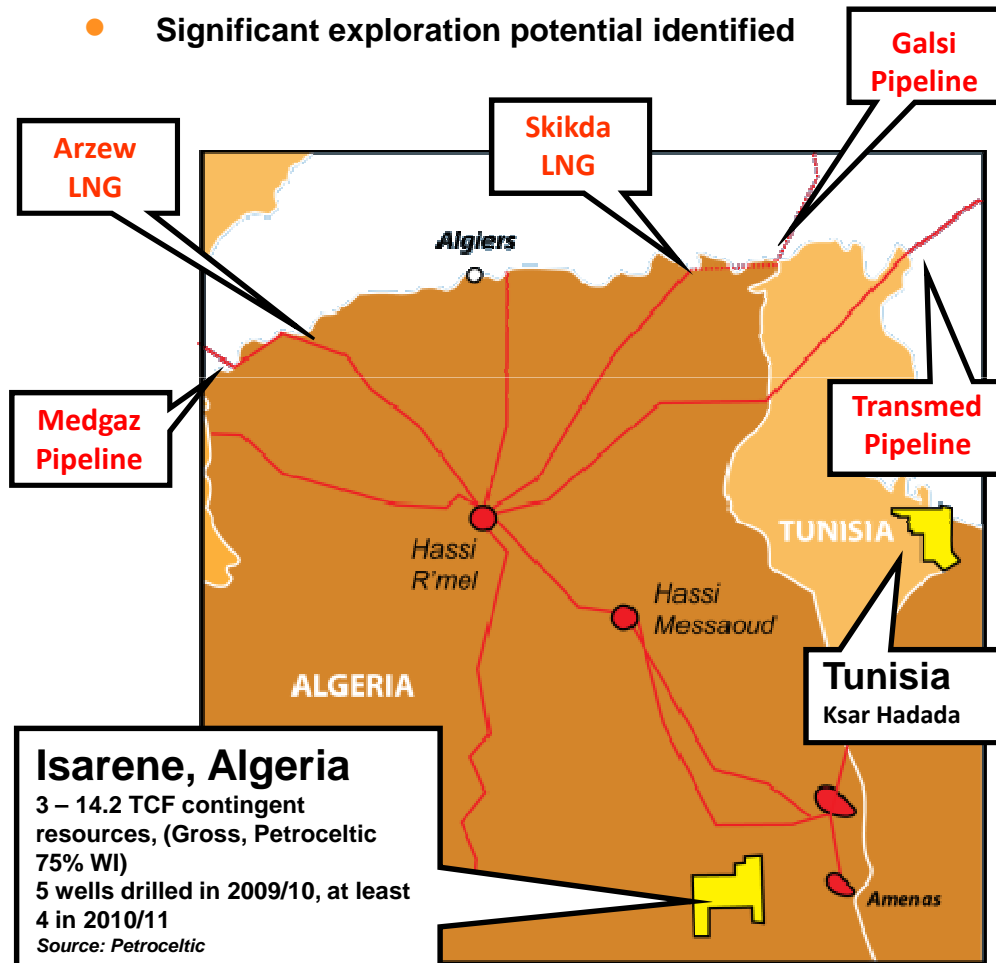 • Significant exploration potential identified
Galsi
Pipeline
Arzew
LNG
Skikda
LNG
Algiers
Medgaz
Pipeline
Transmed
Pipeline
TUNISIA
Hassi
R'mel
Hassi
Messaoud
ALGERIA
Tunisia
Ksar Hadada
Isarene, Algeria
3 – 14.2 TCF contingent
resources, (Gross, Petroceltic
75% WI)
5 wells drilled in 2009/10, at least
4 in 2010/11
Source: Petroceltic
Amenas